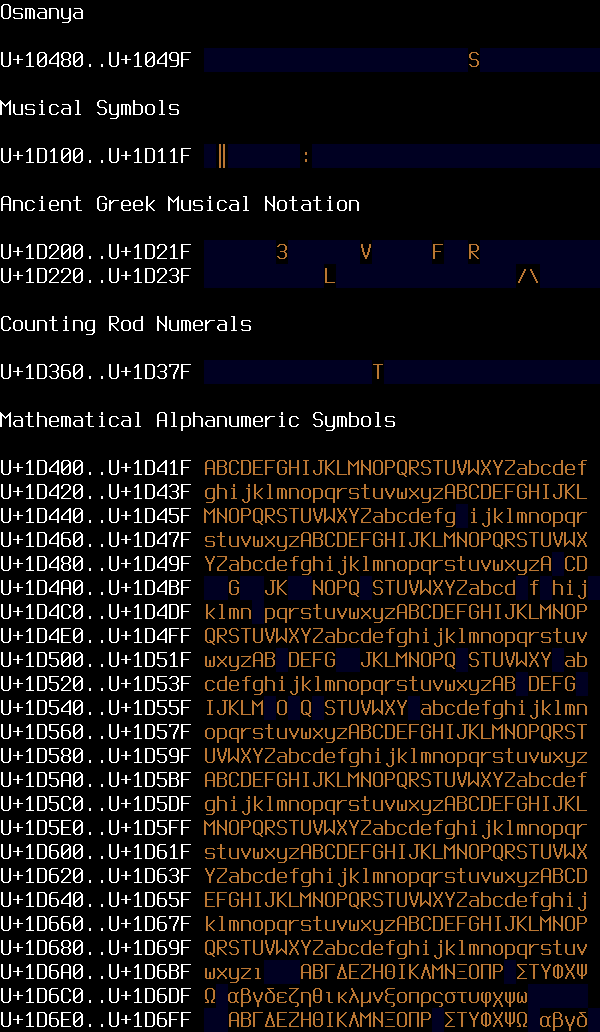 Osmanya
U+10480..U+1049F                       S
Musical Symbols
U+1D100..U+1D11F  ║      :
Ancient Greek Musical Notation
U+1D200..U+1D21F       3      V     F  R
U+1D220..U+1D23F           L               /\
Counting Rod Numerals
U+1D360..U+1D37F               T
Mathematical Alphanumeric Symbols
U+1D400..U+1D41F ABCDEFGHIJKLMNOPQRSTUVWXYZabcdef
U+1D420..U+1D43F ghijklmnopqrstuvwxyzABCDEFGHIJKL
U+1D440..U+1D45F MNOPQRSTUVWXYZabcdefg ijklmnopqr
U+1D460..U+1D47F stuvwxyzABCDEFGHIJKLMNOPQRSTUVWX
U+1D480..U+1D49F YZabcdefghijklmnopqrstuvwxyzA CD
U+1D4A0..U+1D4BF   G  JK  NOPQ STUVWXYZabcd f hij
U+1D4C0..U+1D4DF klmn pqrstuvwxyzABCDEFGHIJKLMNOP
U+1D4E0..U+1D4FF QRSTUVWXYZabcdefghijklmnopqrstuv
U+1D500..U+1D51F wxyzAB DEFG  JKLMNOPQ STUVWXY ab
U+1D520..U+1D53F cdefghijklmnopqrstuvwxyzAB DEFG
U+1D540..U+1D55F IJKLM O Q STUVWXY abcdefghijklmn
U+1D560..U+1D57F opqrstuvwxyzABCDEFGHIJKLMNOPQRST
U+1D580..U+1D59F UVWXYZabcdefghijklmnopqrstuvwxyz
U+1D5A0..U+1D5BF ABCDEFGHIJKLMNOPQRSTUVWXYZabcdef
U+1D5C0..U+1D5DF ghijklmnopqrstuvwxyzABCDEFGHIJKL
U+1D5E0..U+1D5FF MNOPQRSTUVWXYZabcdefghijklmnopqr
U+1D600..U+1D61F stuvwxyzABCDEFGHIJKLMNOPQRSTUVWX
U+1D620..U+1D63F YZabcdefghijklmnopqrstuvwxyzABCD
U+1D640..U+1D65F EFGHIJKLMNOPQRSTUVWXYZabcdefghij
U+1D660..U+1D67F klmnopqrstuvwxyzABCDEFGHIJKLMNOP
U+1D680..U+1D69F QRSTUVWXYZabcdefghijklmnopqrstuv
U+1D6A0..U+1D6BF wxyzı   ΑΒΓΔΕΖΗΘΙΚΛΜΝΞΟΠΡ ΣΤΥΦΧΨ
U+1D6C0..U+1D6DF Ω αβγδεζηθικλμνξοπρςστυφχψω
U+1D6E0..U+1D6FF   ΑΒΓΔΕΖΗΘΙΚΛΜΝΞΟΠΡ ΣΤΥΦΧΨΩ αβγδ